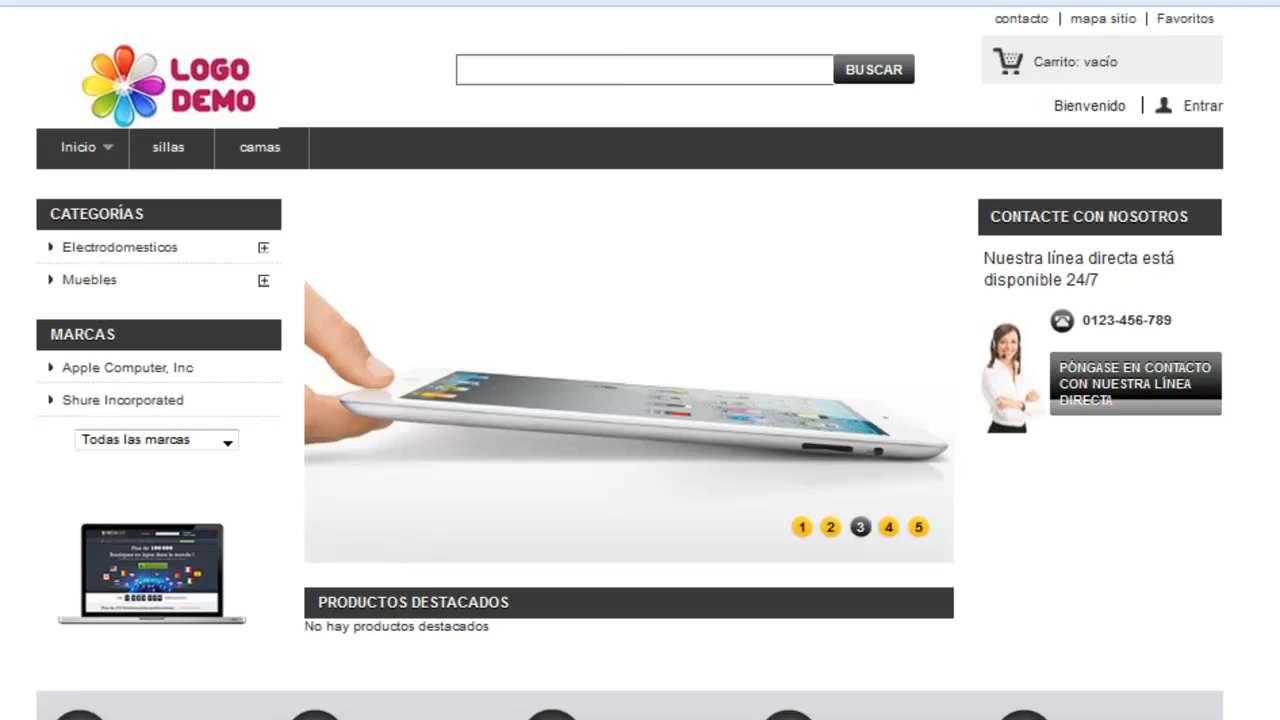 contacto | mapa sitio | Favoritos
LOGO
DEMO
BUSCAR
Carrito: vacío
Bienvenido | Entrar
Inicio
sillas
camas
CATEGORÍAS
Electrodomesticos
Muebles
MARCAS
Apple Computer, Inc
Shure Incorporated
Todas las marcas
1 2 3 4 5
PRODUCTOS DESTACADOS
No hay productos destacados
CONTACTE CON NOSOTROS
Nuestra línea directa está
disponible 24/7
0123-456-789
PÓNGASE EN CONTACTO
CON NUESTRA LÍNEA
DIRECTA